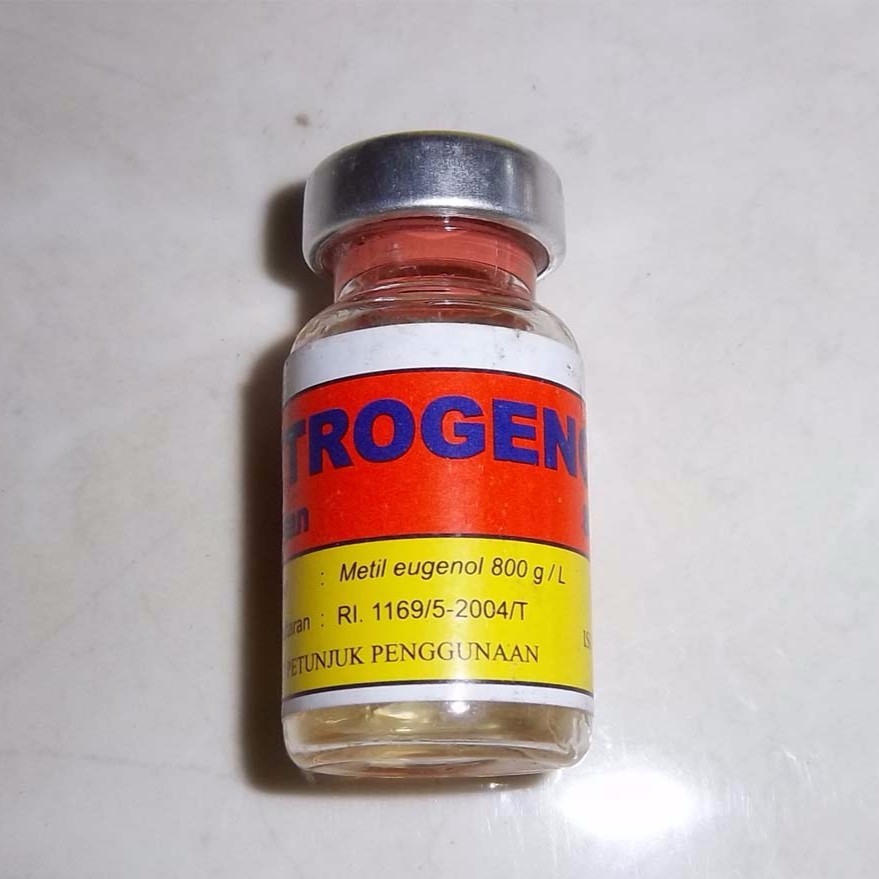 TROGEN
: Metil eugenol 800 g / L
: RI. 1169/5-2004/T
PETUNJUK PENGGUNAAN